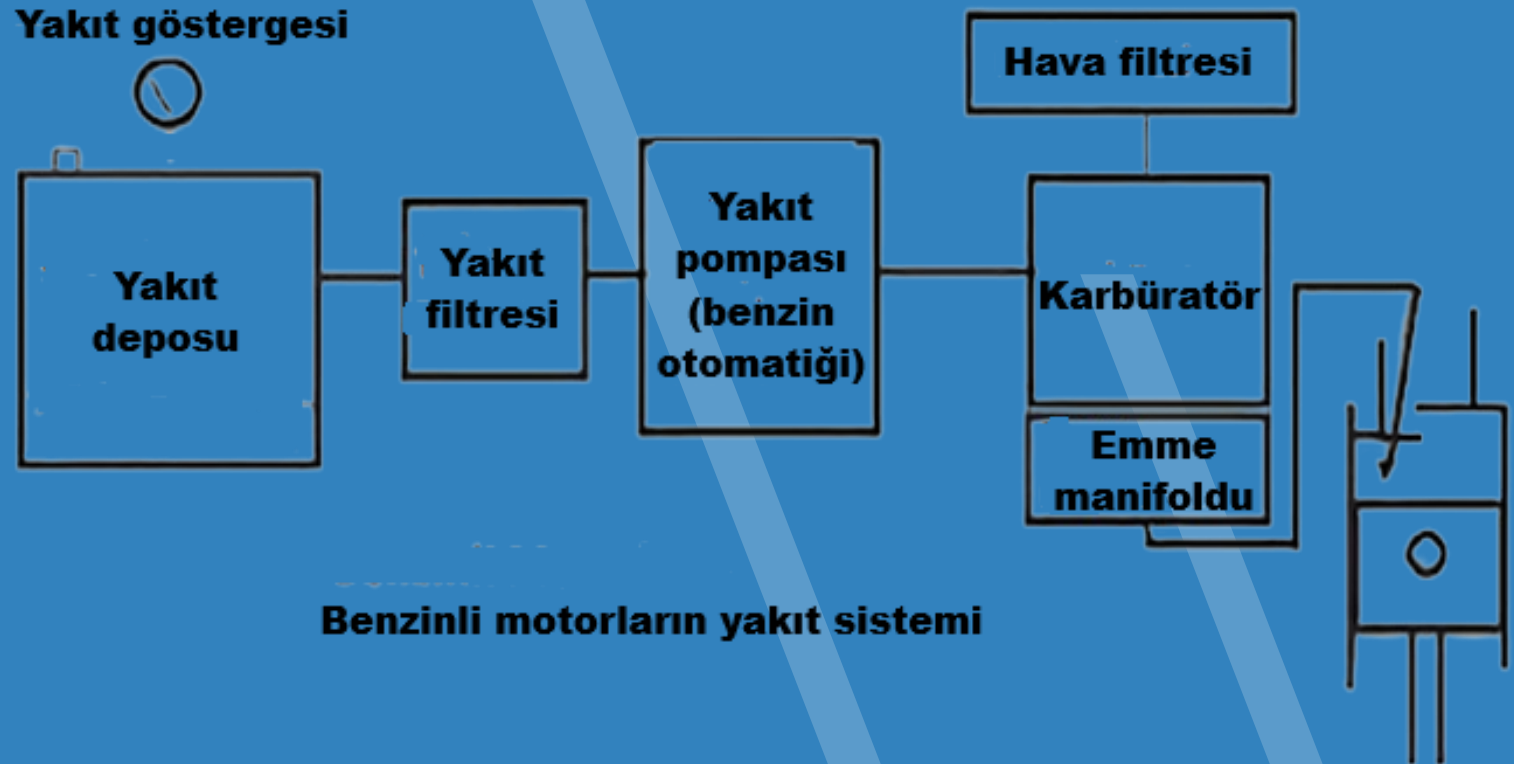 Yakıt göstergesi
Hava filtresi
Yakıt
deposu
Yakıt
filtresi
Yakıt
pompası
(benzin
otomatiği)
Karbüratör
Emme
manifoldu
Benzinli motorların yakıt sistemi